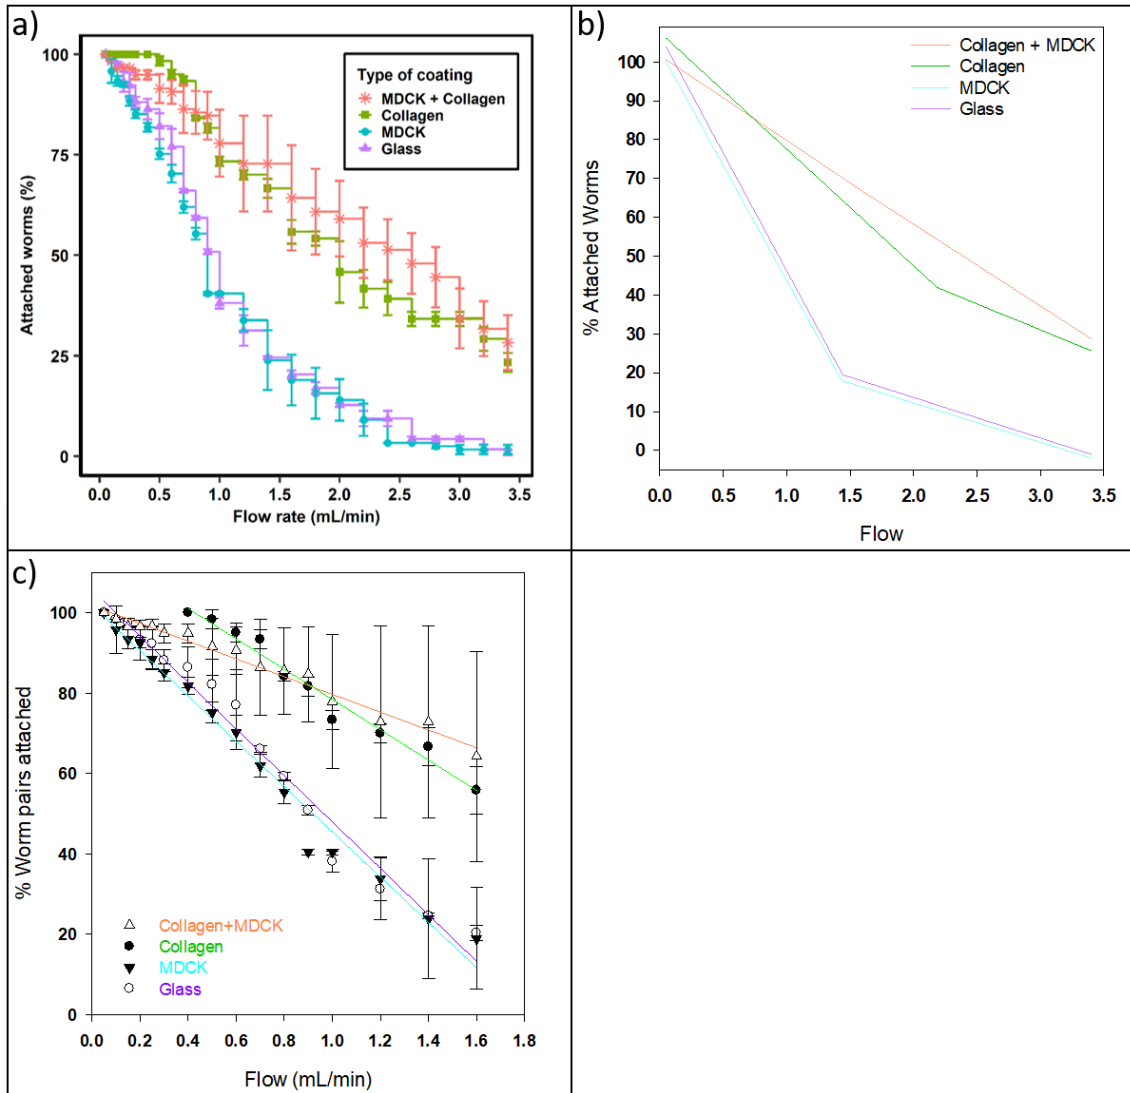 a)
100
75
50
25
0
Attached worms (%)
Type of coating
MDCK + Collagen
Collagen
MDCK
Glass
0.0 0.5 1.0 1.5 2.0 2.5 3.0 3.5
Flow rate (mL/min)
b)
100
90
80
70
60
50
40
30
20
10
0
% Attached Worms
Collagen + MDCK
Collagen
MDCK
Glass
0.0 0.5 1.0 1.5 2.0 2.5 3.0 3.5
Flow
c)
100
80
60
40
20
0
% Worm pairs attached
Collagen+MDCK
Collagen
MDCK
Glass
0.0 0.2 0.4 0.6 0.8 1.0 1.2 1.4 1.6 1.8
Flow (mL/min)